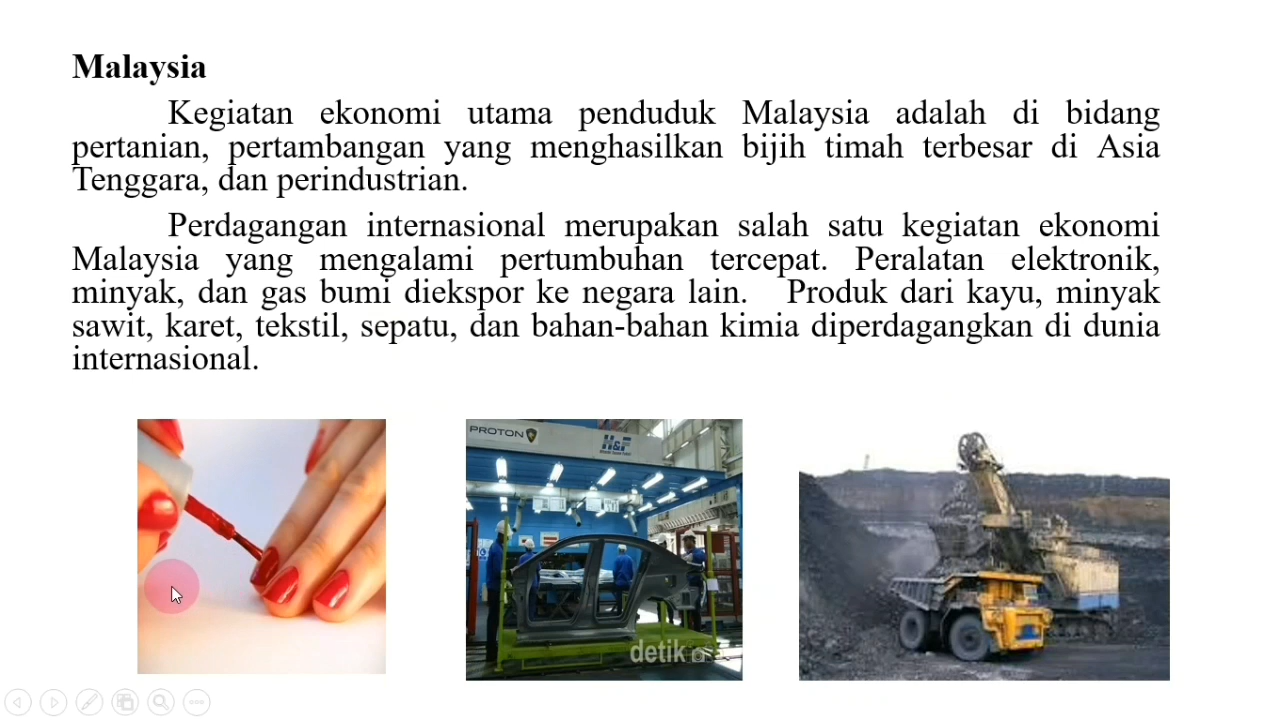 Malaysia
Kegiatan ekonomi utama penduduk Malaysia adalah di bidang
pertanian, pertambangan yang menghasilkan bijih timah terbesar di Asia
Tenggara, dan perindustrian.
Perdagangan internasional merupakan salah satu kegiatan ekonomi
Malaysia yang mengalami pertumbuhan tercepat. Peralatan elektronik,
minyak, dan gas bumi diekspor ke negara lain. Produk dari kayu, minyak
sawit, karet, tekstil, sepatu, dan bahan-bahan kimia diperdagangkan di dunia
internasional.
PROTON
H&F
detik